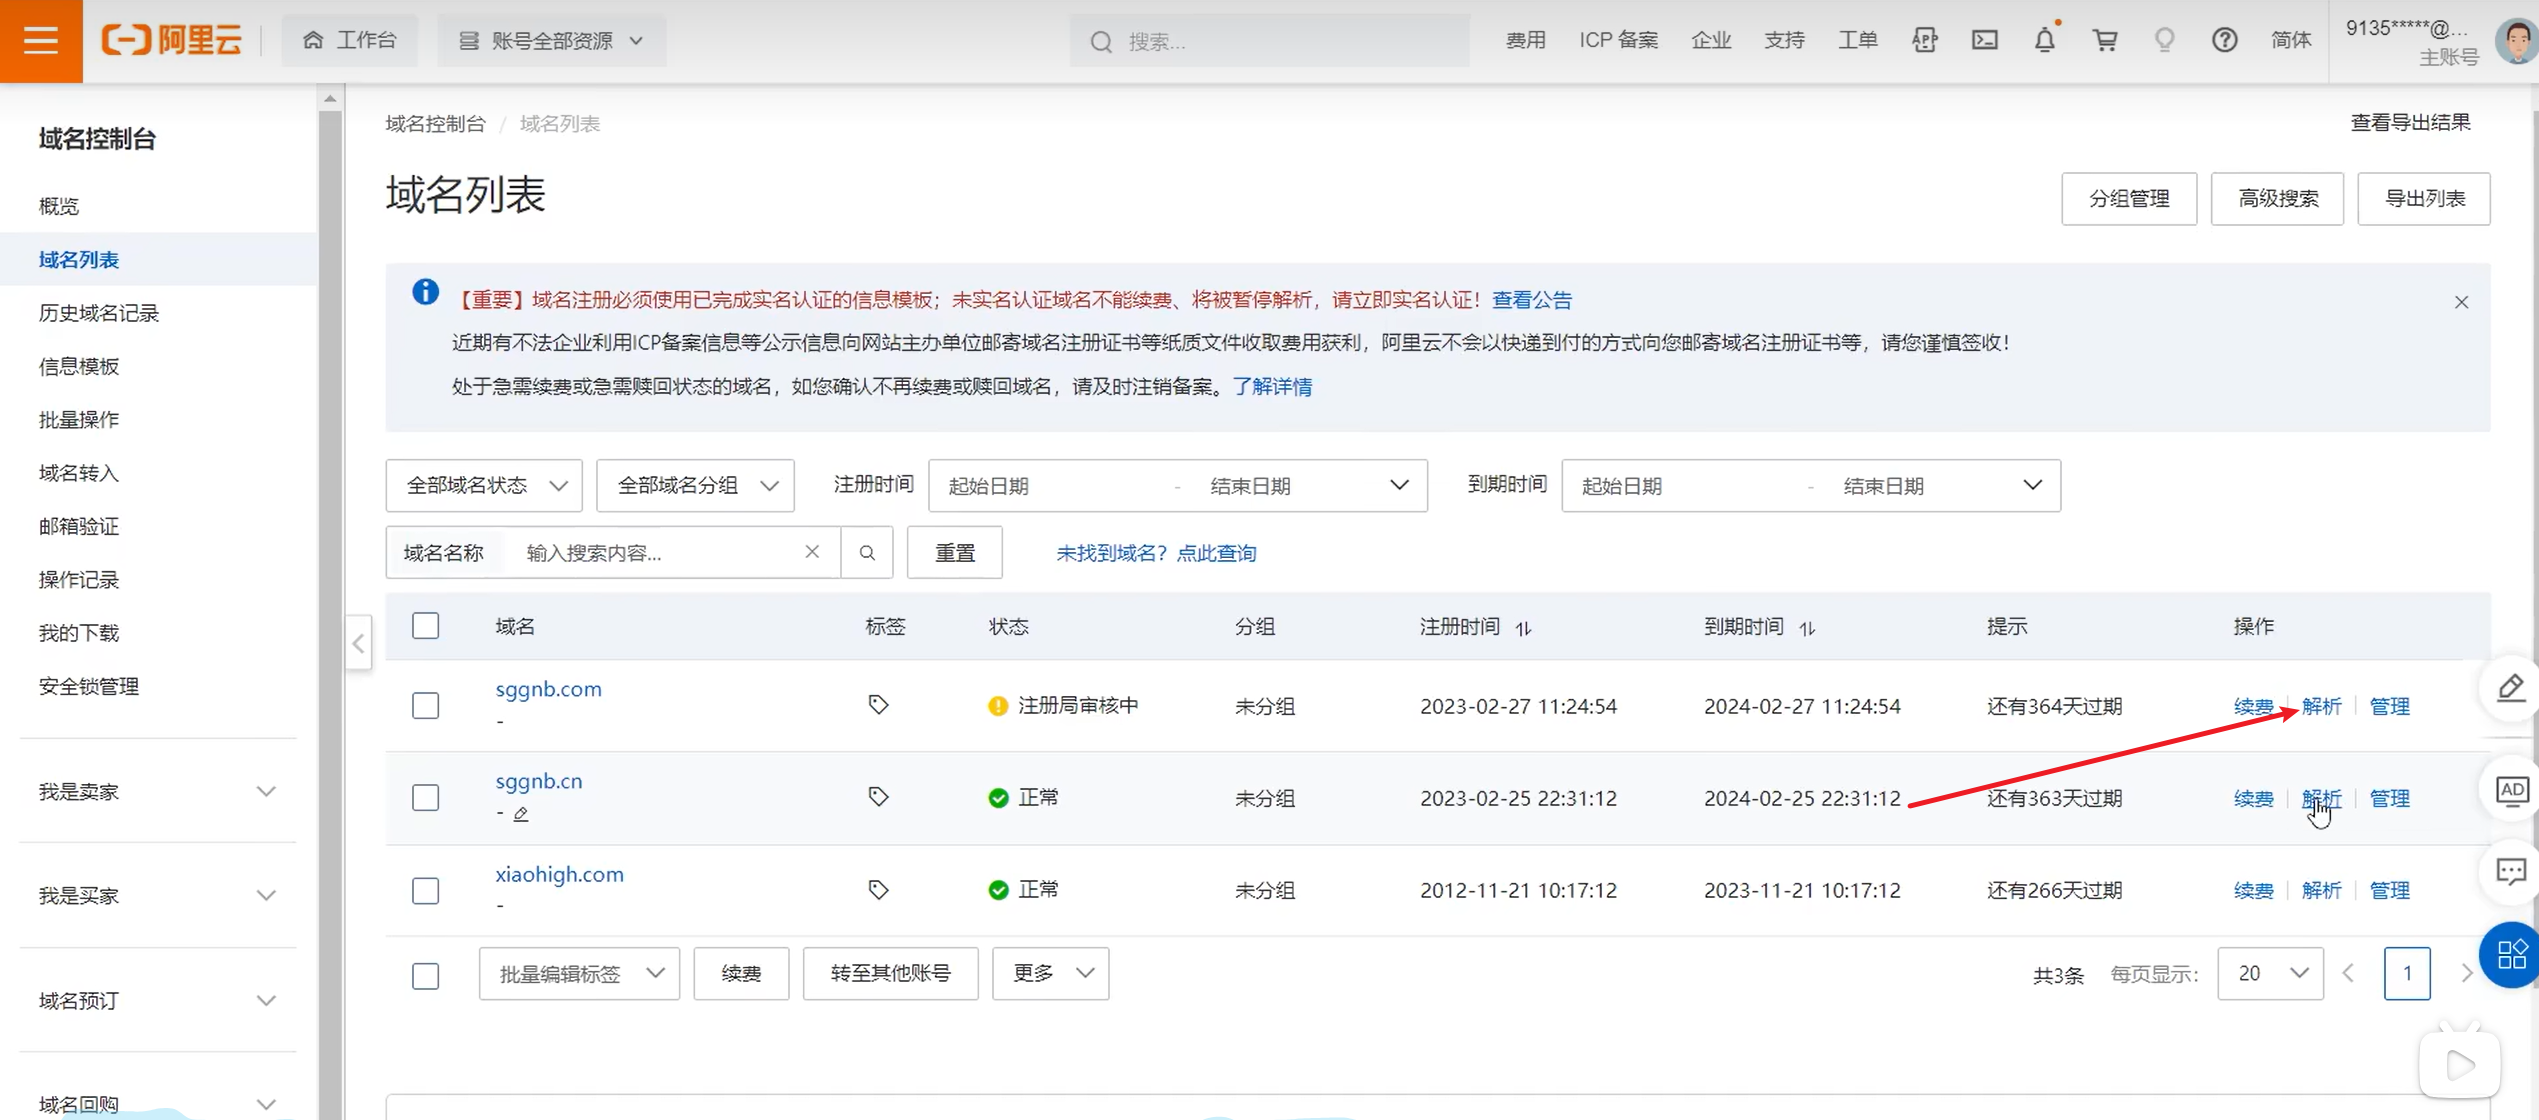 阿里云
工作台
账号全部资源
搜索...
费用
ICP 备案
企业
支持
工单
简体
9135*****@...
主账号
域名控制台
概览
域名列表
历史域名记录
信息模板
批量操作
域名转入
邮箱验证
操作记录
我的下载
安全锁管理
我是卖家
我是买家
域名预订
域名回购
域名控制台 / 域名列表
查看导出结果
域名列表
分组管理
高级搜索
导出列表
【重要】域名注册必须使用已完成实名认证的信息模板；未实名认证域名不能续费、将被暂停解析，请立即实名认证！查看公告
近期有不法企业利用ICP备案信息等公示信息向网站主办单位邮寄域名注册证书等纸质文件收取费用获利，阿里云不会以快递到付的方式向您邮寄域名注册证书等，请您谨慎签收！
处于急需续费或急需赎回状态的域名，如您确认不再续费或赎回域名，请及时注销备案。了解详情
全部域名状态
全部域名分组
注册时间 起始日期 - 结束日期
到期时间 起始日期 - 结束日期
域名名称 输入搜索内容...
重置
未找到域名？点此查询
域名 标签 状态 分组 注册时间 到期时间 提示 操作
sggnb.com 注册局审核中 未分组 2023-02-27 11:24:54 2024-02-27 11:24:54 还有364天过期 续费 解析 管理
-
sggnb.cn 正常 未分组 2023-02-25 22:31:12 2024-02-25 22:31:12 还有363天过期 续费 解析 管理
-
xiaohigh.com 正常 未分组 2012-11-21 10:17:12 2023-11-21 10:17:12 还有266天过期 续费 解析 管理
-
批量编辑标签 续费 转至其他账号 更多
共3条 每页显示： 20 1
AD
API